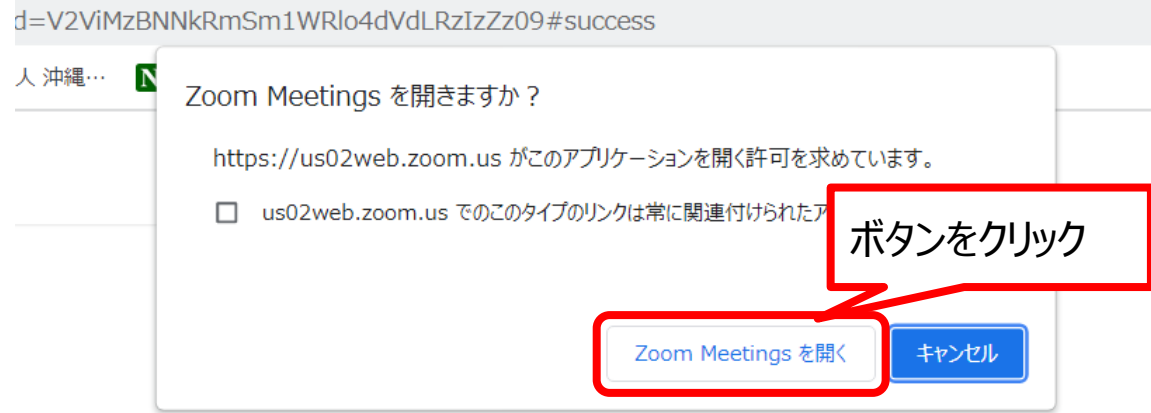 d=V2ViMzBNNkRmSm1WRlo4dVdLRzIzZz09#success
人 沖縄… N
Zoom Meetings を開きますか？
https://us02web.zoom.us がこのアプリケーションを開く許可を求めています。
us02web.zoom.us でのこのタイプのリンクは常に関連付けられたア
ボタンをクリック
Zoom Meetings を開く キャンセル